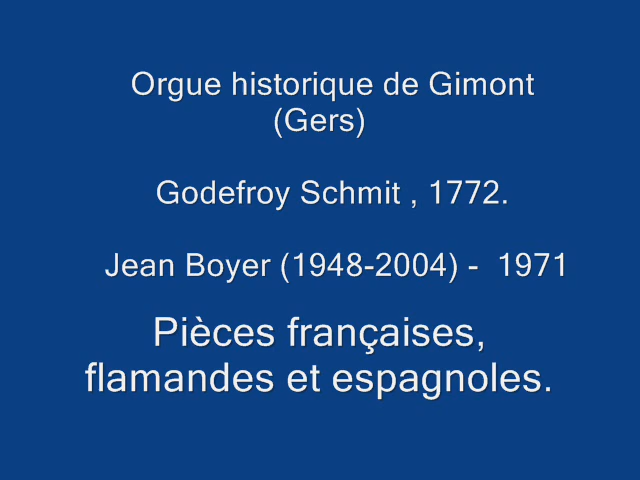 Orgue historique de Gimont
(Gers)
Godefroy Schmit , 1772.
Jean Boyer (1948-2004) -  1971
Pièces françaises,
flamandes et espagnoles.